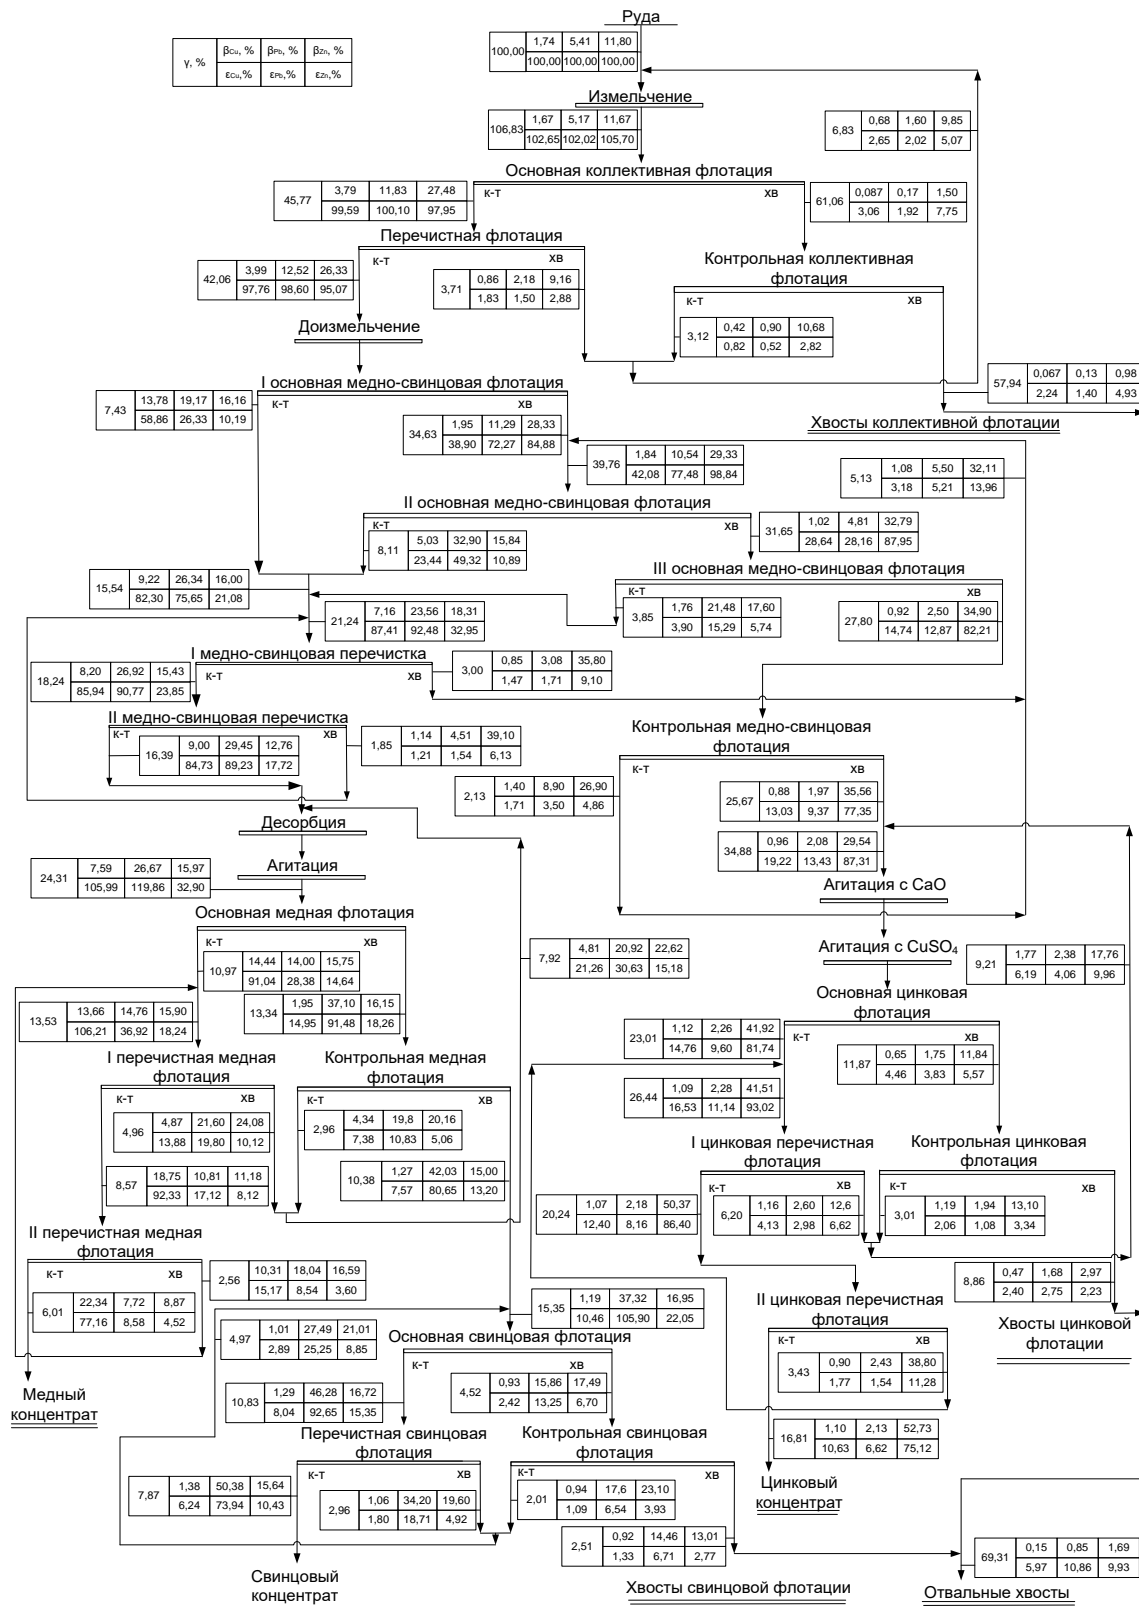 Руда
γ, % βCu, % βPb, % βZn, %
εCu,% εPb,% εZn,%
100,00 1,74 5,41 11,80
100,00 100,00 100,00
Измельчение
106,83 1,67 5,17 11,67
102,65 102,02 105,70
6,83 0,68 1,60 9,85
2,65 2,02 5,07
Основная коллективная флотация
К-Т ХВ
45,77 3,79 11,83 27,48
99,59 100,10 97,95
61,06 0,087 0,17 1,50
3,06 1,92 7,75
Перечистная флотация
К-Т ХВ
42,06 3,99 12,52 26,33
97,76 98,60 95,07
3,71 0,86 2,18 9,16
1,83 1,50 2,88
Контрольная коллективная
флотация
К-Т ХВ
3,12 0,42 0,90 10,68
0,82 0,52 2,82
Доизмельчение
57,94 0,067 0,13 0,98
2,24 1,40 4,93
Хвосты коллективной флотации
I основная медно-свинцовая флотация
К-Т ХВ
7,43 13,78 19,17 16,16
58,86 26,33 10,19
34,63 1,95 11,29 28,33
38,90 72,27 84,88
39,76 1,84 10,54 29,33
42,08 77,48 98,84
5,13 1,08 5,50 32,11
3,18 5,21 13,96
II основная медно-свинцовая флотация
К-Т ХВ
8,11 5,03 32,90 15,84
23,44 49,32 10,89
31,65 1,02 4,81 32,79
28,64 28,16 87,95
III основная медно-свинцовая флотация
К-Т ХВ
15,54 9,22 26,34 16,00
82,30 75,65 21,08
21,24 7,16 23,56 18,31
87,41 92,48 32,95
3,85 1,76 21,48 17,60
3,90 15,29 5,74
27,80 0,92 2,50 34,90
14,74 12,87 82,21
I медно-свинцовая перечистка
К-Т ХВ
18,24 8,20 26,92 15,43
85,94 90,77 23,85
3,00 0,85 3,08 35,80
1,47 1,71 9,10
II медно-свинцовая перечистка
К-Т ХВ
16,39 9,00 29,45 12,76
84,73 89,23 17,72
1,85 1,14 4,51 39,10
1,21 1,54 6,13
Контрольная медно-свинцовая
флотация
К-Т ХВ
2,13 1,40 8,90 26,90
1,71 3,50 4,86
25,67 0,88 1,97 35,56
13,03 9,37 77,35
34,88 0,96 2,08 29,54
19,22 13,43 87,31
Десорбция
Агитация
24,31 7,59 26,67 15,97
105,99 119,86 32,90
Агитация с CaO
Агитация с CuSO4
Основная медная флотация
К-Т ХВ
10,97 14,44 14,00 15,75
91,04 28,38 14,64
13,34 1,95 37,10 16,15
14,95 91,48 18,26
13,53 13,66 14,76 15,90
106,21 36,92 18,24
7,92 4,81 20,92 22,62
21,26 30,63 15,18
9,21 1,77 2,38 17,76
6,19 4,06 9,96
Основная цинковая
флотация
К-Т ХВ
23,01 1,12 2,26 41,92
14,76 9,60 81,74
26,44 1,09 2,28 41,51
16,53 11,14 93,02
11,87 0,65 1,75 11,84
4,46 3,83 5,57
I перечистная медная
флотация
К-Т ХВ
4,96 4,87 21,60 24,08
13,88 19,80 10,12
8,57 18,75 10,81 11,18
92,33 17,12 8,12
Контрольная медная
флотация
К-Т ХВ
2,96 4,34 19,8 20,16
7,38 10,83 5,06
10,38 1,27 42,03 15,00
7,57 80,65 13,20
I цинковая перечистная
флотация
К-Т ХВ
20,24 1,07 2,18 50,37
12,40 8,16 86,40
6,20 1,16 2,60 12,6
4,13 2,98 6,62
Контрольная цинковая
флотация
К-Т ХВ
3,01 1,19 1,94 13,10
2,06 1,08 3,34
8,86 0,47 1,68 2,97
2,40 2,75 2,23
Хвосты цинковой
флотации
II перечистная медная
флотация
К-Т ХВ
6,01 22,34 7,72 8,87
77,16 8,58 4,52
2,56 10,31 18,04 16,59
15,17 8,54 3,60
Медный
концентрат
15,35 1,19 37,32 16,95
10,46 105,90 22,05
4,97 1,01 27,49 21,01
2,89 25,25 8,85
Основная свинцовая флотация
К-Т ХВ
10,83 1,29 46,28 16,72
8,04 92,65 15,35
4,52 0,93 15,86 17,49
2,42 13,25 6,70
II цинковая перечистная
флотация
К-Т ХВ
3,43 0,90 2,43 38,80
1,77 1,54 11,28
16,81 1,10 2,13 52,73
10,63 6,62 75,12
Цинковый
концентрат
Перечистная свинцовая
флотация
К-Т ХВ
7,87 1,38 50,38 15,64
6,24 73,94 10,43
2,96 1,06 34,20 19,60
1,80 18,71 4,92
Контрольная свинцовая
флотация
К-Т ХВ
2,01 0,94 17,6 23,10
1,09 6,54 3,93
2,51 0,92 14,46 13,01
1,33 6,71 2,77
69,31 0,15 0,85 1,69
5,97 10,86 9,93
Свинцовый
концентрат
Хвосты свинцовой флотации
Отвальные хвосты